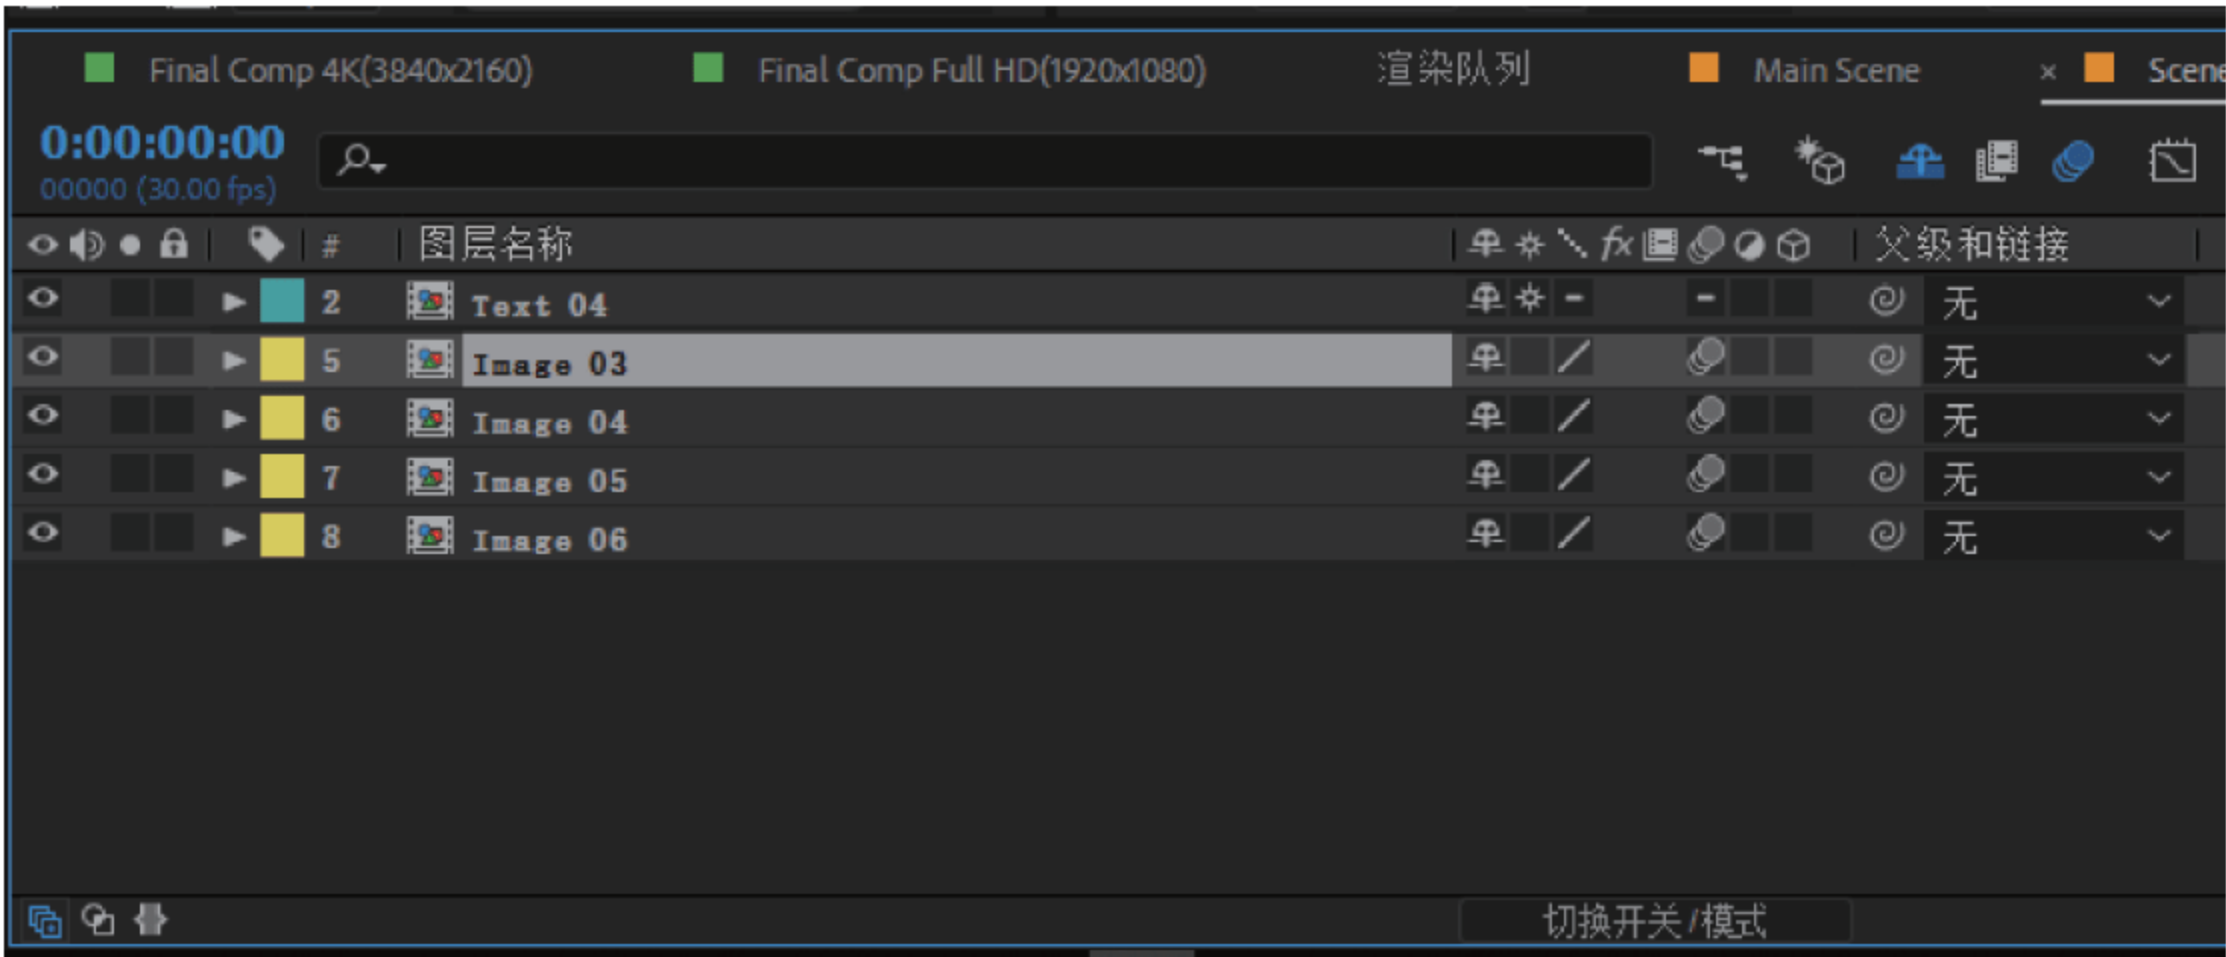 Final Comp 4K(3840x2160) Final Comp Full HD(1920x1080) 渲染队列 Main Scene × Scene
0:00:00:00
00000 (30.00 fps)
# 图层名称 fx 父级和链接
2 Text 04 无
5 Image 03 无
6 Image 04 无
7 Image 05 无
8 Image 06 无
切换开关/模式